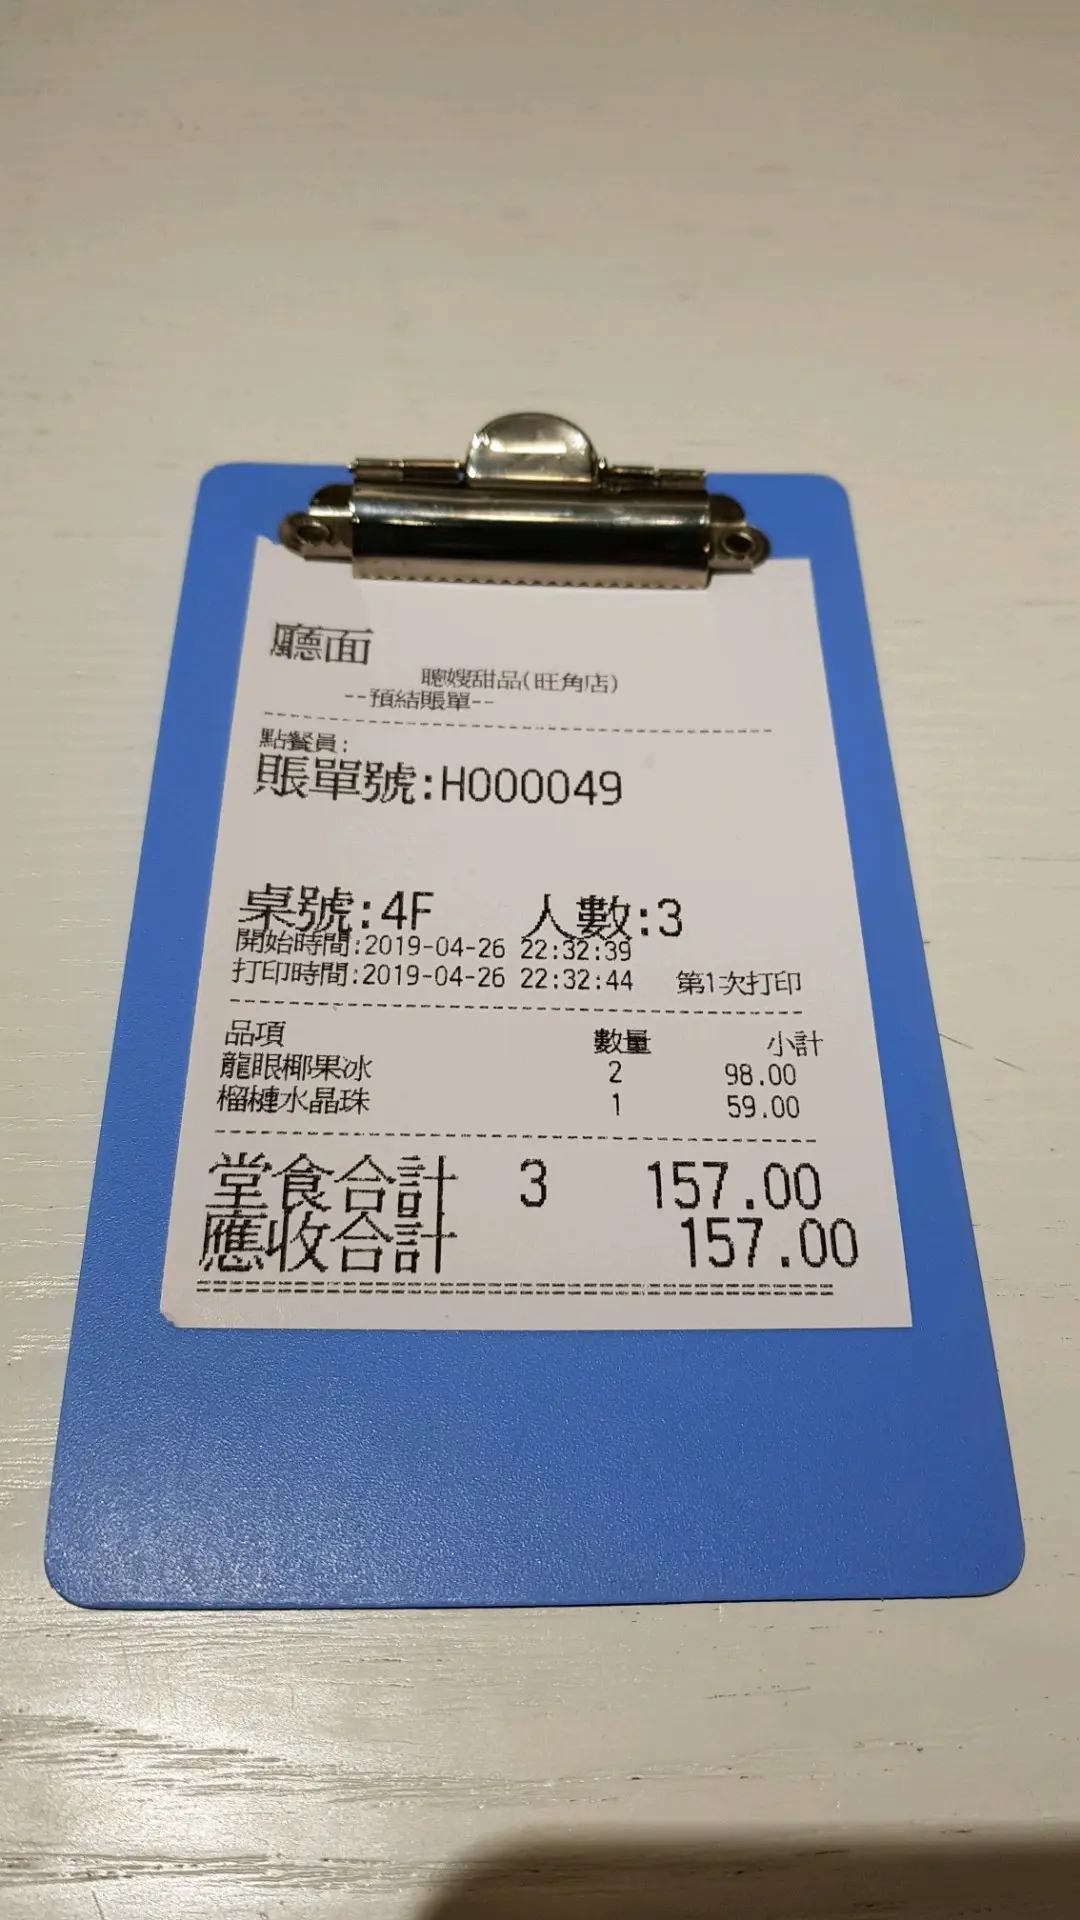 廳面
聰嫂甜品(旺角店)
--預結賬單--
點餐員:
賬單號:H000049
桌號:4F 人數:3
開始時間:2019-04-26 22:32:39
打印時間:2019-04-26 22:32:44 第1次打印
品項 數量 小計
龍眼椰果冰 2 98.00
榴槤水晶珠 1 59.00
堂食合計 3 157.00
應收合計 157.00